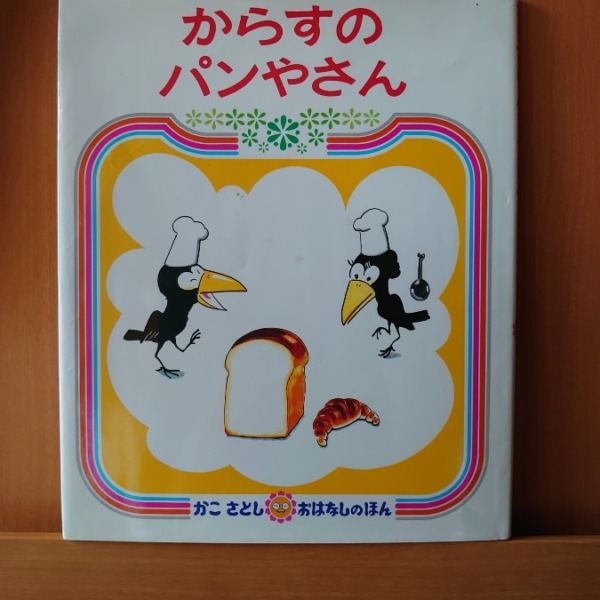 からすの
パンやさん
かこ さとし おはなしのほん